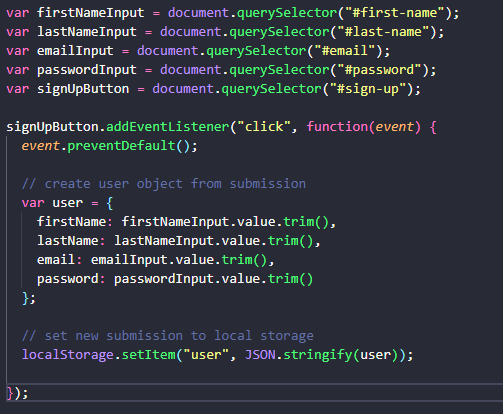 var firstNameInput = document.querySelector("#first-name");
var lastNameInput = document.querySelector("#last-name");
var emailInput = document.querySelector("#email");
var passwordInput = document.querySelector("#password");
var signUpButton = document.querySelector("#sign-up");

signUpButton.addEventListener("click", function(event) {
  event.preventDefault();

  // create user object from submission
  var user = {
    firstName: firstNameInput.value.trim(),
    lastName: lastNameInput.value.trim(),
    email: emailInput.value.trim(),
    password: passwordInput.value.trim()
  };

  // set new submission to local storage
  localStorage.setItem("user", JSON.stringify(user));

});